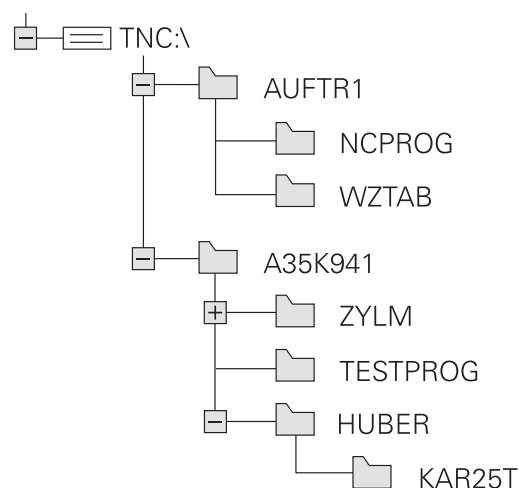 TNC:\
AUFTR1
NCPROG
WZTAB
A35K941
ZYLM
TESTPROG
HUBER
KAR25T